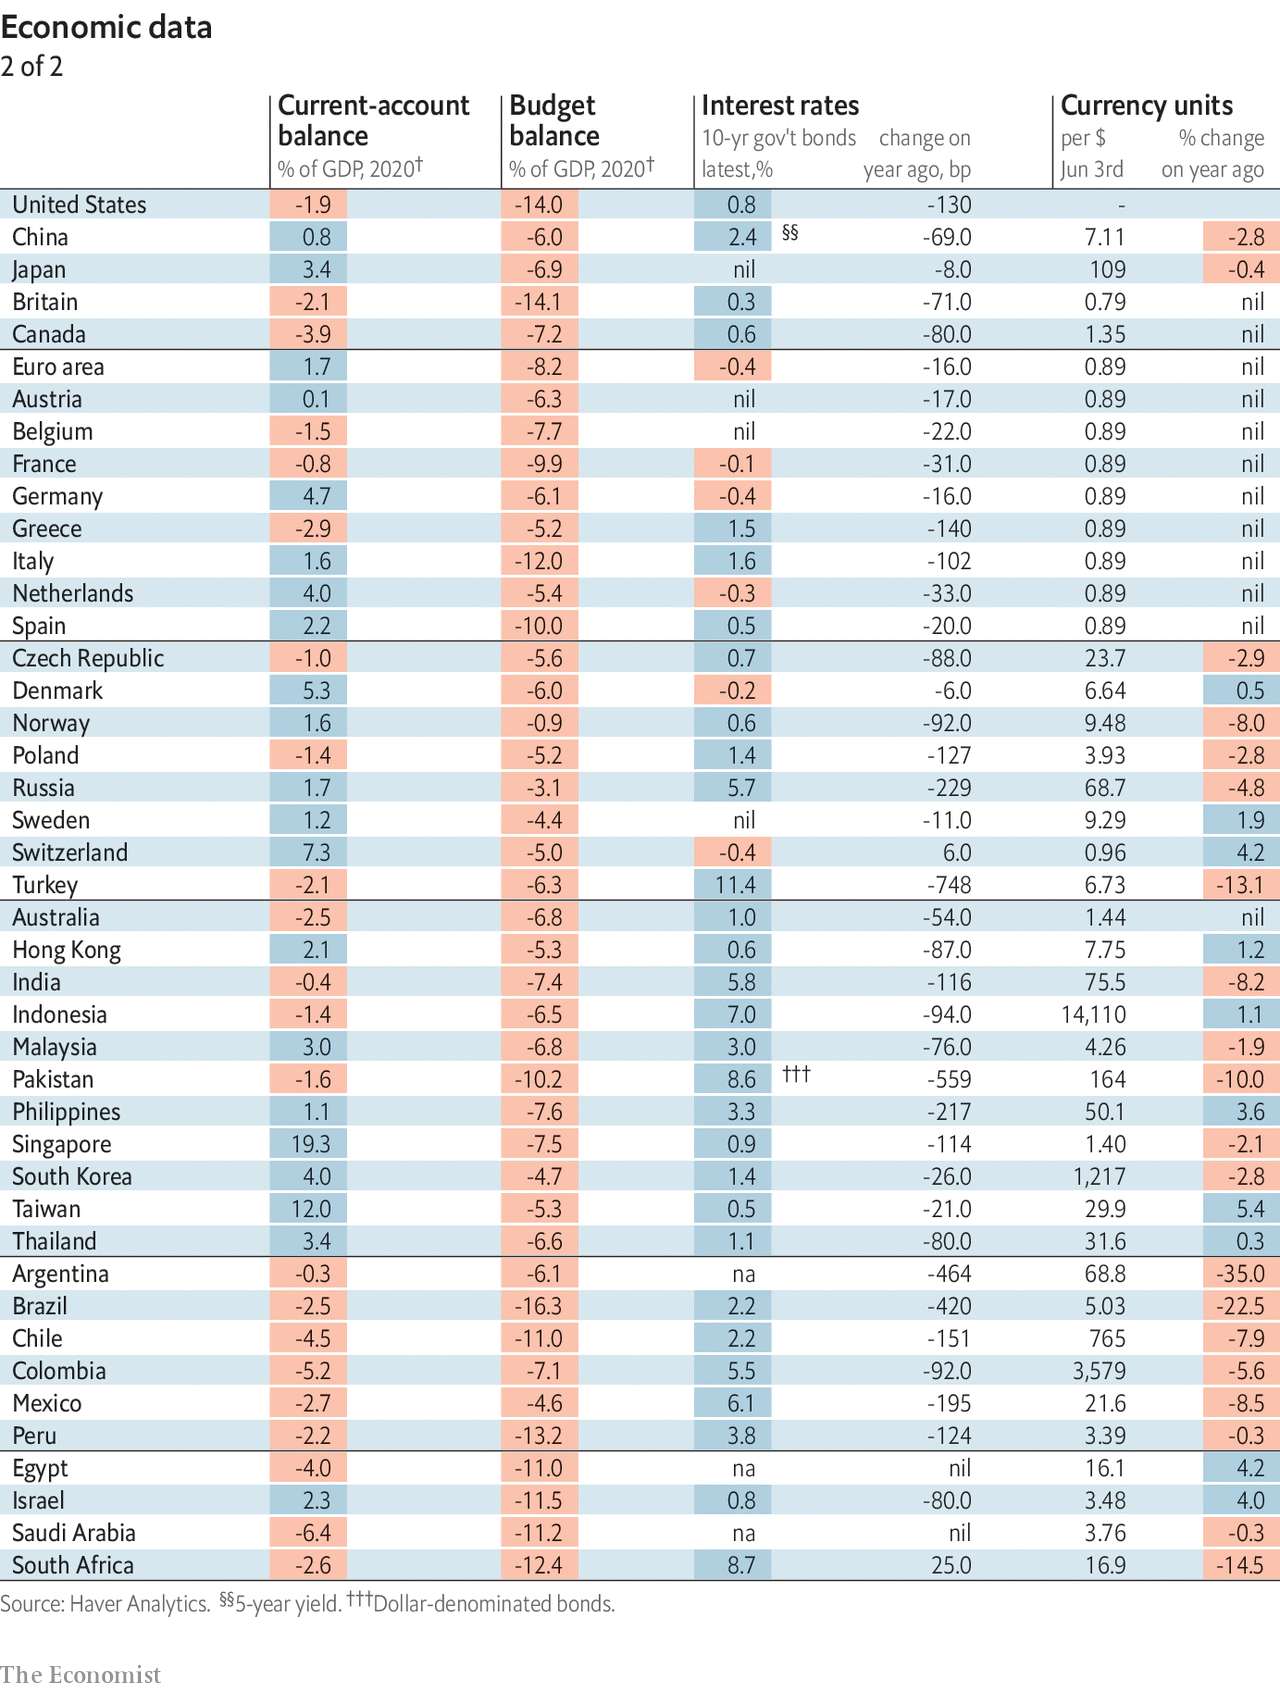 Economic data
2 of 2
Current-account balance Budget balance Interest rates Currency units
% of GDP, 2020† % of GDP, 2020† 10-yr gov't bonds latest,% change on year ago, bp per $ Jun 3rd % change on year ago
United States -1.9 -14.0 0.8 -130 -
China 0.8 -6.0 2.4 §§ -69.0 7.11 -2.8
Japan 3.4 -6.9 nil -8.0 109 -0.4
Britain -2.1 -14.1 0.3 -71.0 0.79 nil
Canada -3.9 -7.2 0.6 -80.0 1.35 nil
Euro area 1.7 -8.2 -0.4 -16.0 0.89 nil
Austria 0.1 -6.3 nil -17.0 0.89 nil
Belgium -1.5 -7.7 nil -22.0 0.89 nil
France -0.8 -9.9 -0.1 -31.0 0.89 nil
Germany 4.7 -6.1 -0.4 -16.0 0.89 nil
Greece -2.9 -5.2 1.5 -140 0.89 nil
Italy 1.6 -12.0 1.6 -102 0.89 nil
Netherlands 4.0 -5.4 -0.3 -33.0 0.89 nil
Spain 2.2 -10.0 0.5 -20.0 0.89 nil
Czech Republic -1.0 -5.6 0.7 -88.0 23.7 -2.9
Denmark 5.3 -6.0 -0.2 -6.0 6.64 0.5
Norway 1.6 -0.9 0.6 -92.0 9.48 -8.0
Poland -1.4 -5.2 1.4 -127 3.93 -2.8
Russia 1.7 -3.1 5.7 -229 68.7 -4.8
Sweden 1.2 -4.4 nil -11.0 9.29 1.9
Switzerland 7.3 -5.0 -0.4 6.0 0.96 4.2
Turkey -2.1 -6.3 11.4 -748 6.73 -13.1
Australia -2.5 -6.8 1.0 -54.0 1.44 nil
Hong Kong 2.1 -5.3 0.6 -87.0 7.75 1.2
India -0.4 -7.4 5.8 -116 75.5 -8.2
Indonesia -1.4 -6.5 7.0 -94.0 14,110 1.1
Malaysia 3.0 -6.8 3.0 -76.0 4.26 -1.9
Pakistan -1.6 -10.2 8.6 ††† -559 164 -10.0
Philippines 1.1 -7.6 3.3 -217 50.1 3.6
Singapore 19.3 -7.5 0.9 -114 1.40 -2.1
South Korea 4.0 -4.7 1.4 -26.0 1,217 -2.8
Taiwan 12.0 -5.3 0.5 -21.0 29.9 5.4
Thailand 3.4 -6.6 1.1 -80.0 31.6 0.3
Argentina -0.3 -6.1 na -464 68.8 -35.0
Brazil -2.5 -16.3 2.2 -420 5.03 -22.5
Chile -4.5 -11.0 2.2 -151 765 -7.9
Colombia -5.2 -7.1 5.5 -92.0 3,579 -5.6
Mexico -2.7 -4.6 6.1 -195 21.6 -8.5
Peru -2.2 -13.2 3.8 -124 3.39 -0.3
Egypt -4.0 -11.0 na nil 16.1 4.2
Israel 2.3 -11.5 0.8 -80.0 3.48 4.0
Saudi Arabia -6.4 -11.2 na nil 3.76 -0.3
South Africa -2.6 -12.4 8.7 25.0 16.9 -14.5
Source: Haver Analytics. §§5-year yield. †††Dollar-denominated bonds.
The Economist